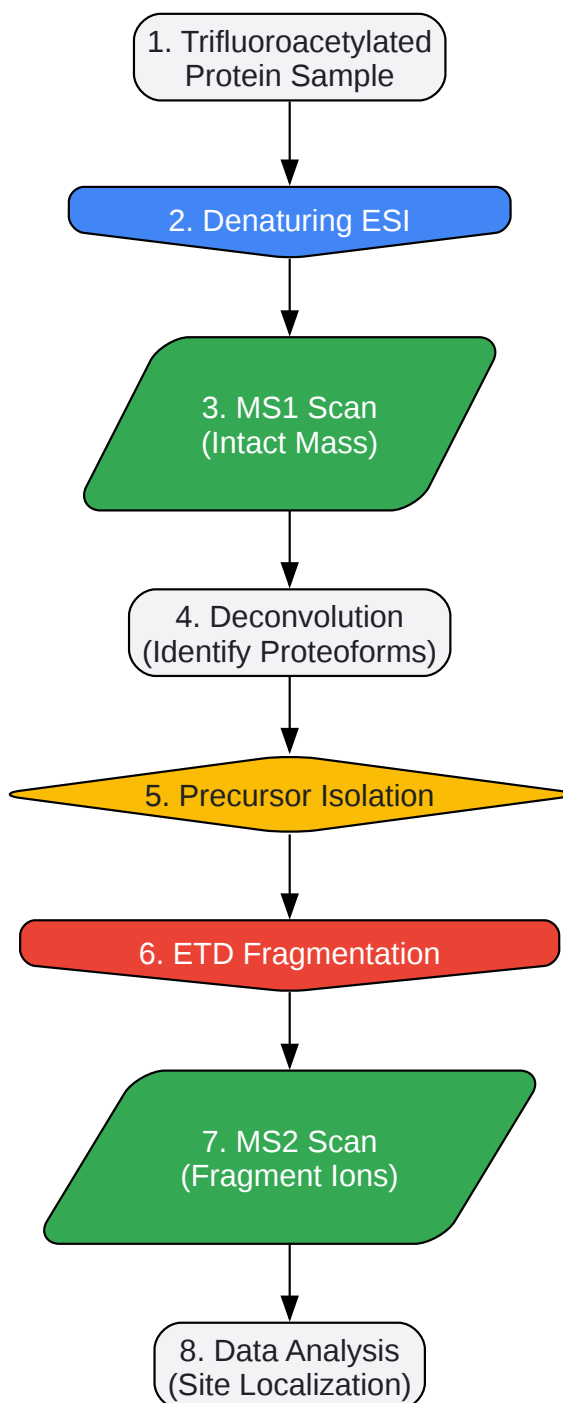 1. Trifluoroacetylated
Protein Sample
2. Denaturing ESI
3. MS1 Scan
(Intact Mass)
4. Deconvolution
(Identify Proteoforms)
5. Precursor Isolation
6. ETD Fragmentation
7. MS2 Scan
(Fragment Ions)
8. Data Analysis
(Site Localization)